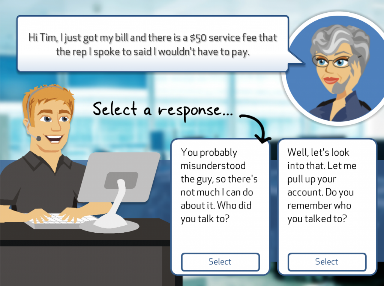 Hi Tim, I just got my bill and there is a $50 service fee that
the rep I spoke to said I wouldn't have to pay.
Select a response...
You probably
misunderstood
the guy, so there's
not much I can do
about it. Who did
you talk to?
Select
Well, let's look
into that. Let me
pull up your
account. Do you
remember who
you talked to?
Select